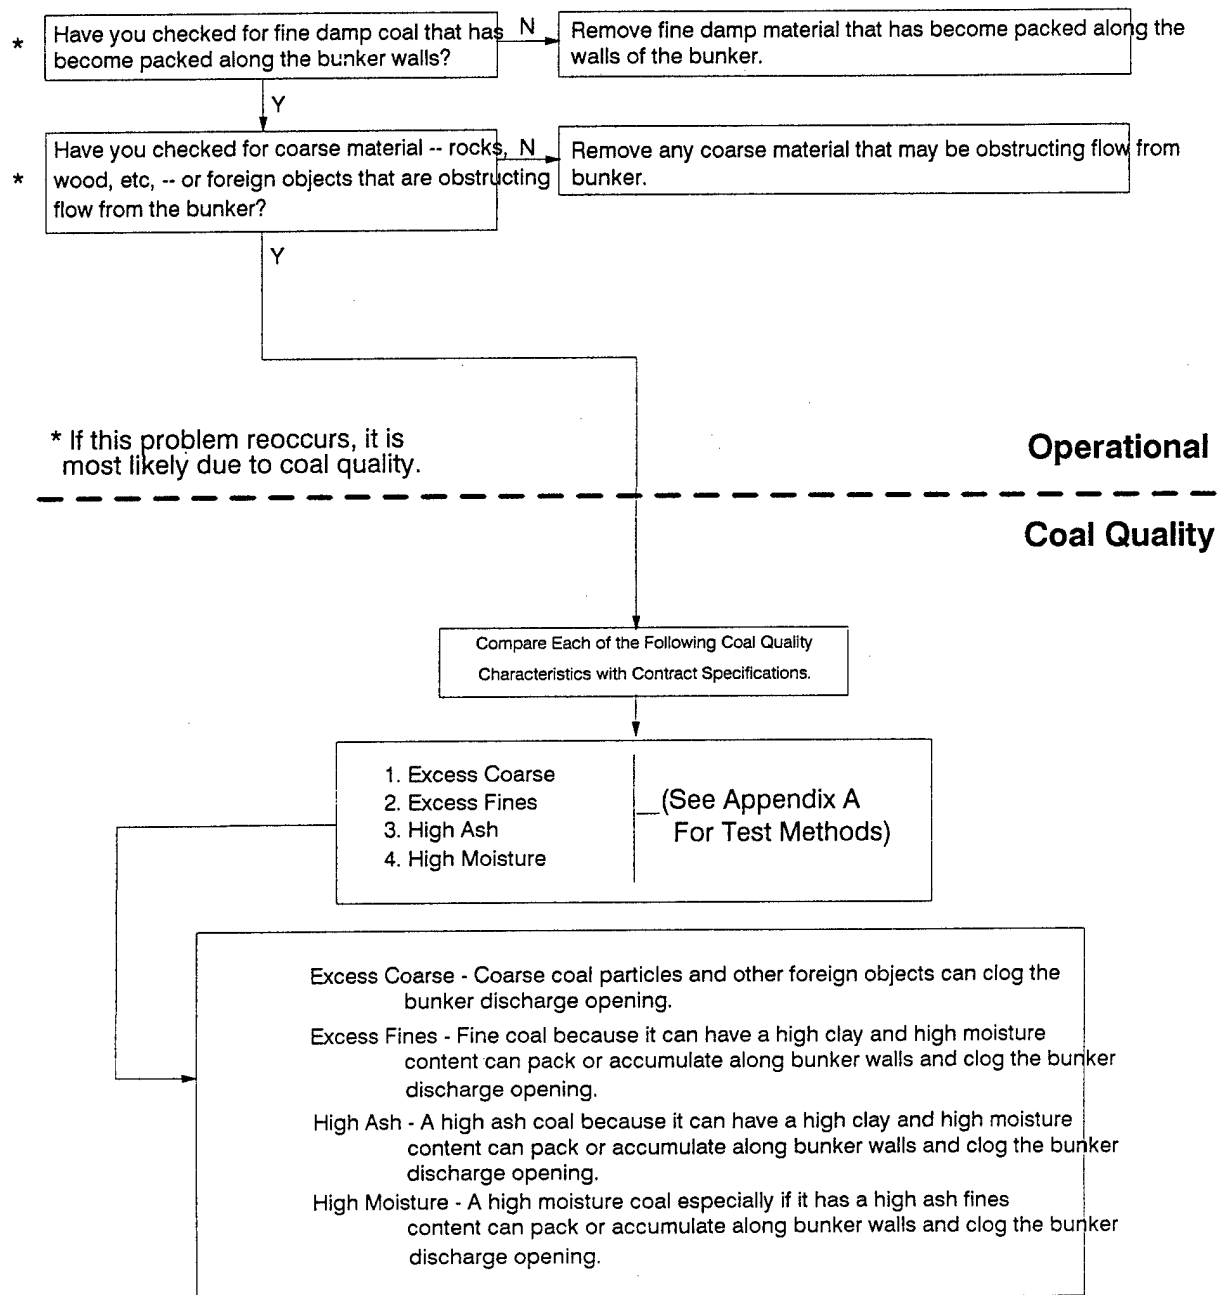 * Have you checked for fine damp coal that has
become packed along the bunker walls?
N
Remove fine damp material that has become packed along the
walls of the bunker.
Y
Have you checked for coarse material -- rocks,
* wood, etc, -- or foreign objects that are obstructing
flow from the bunker?
N
Remove any coarse material that may be obstructing flow from
bunker.
Y
* If this problem reoccurs, it is
most likely due to coal quality.
Operational
Coal Quality
Compare Each of the Following Coal Quality
Characteristics with Contract Specifications.
1. Excess Coarse
2. Excess Fines
3. High Ash
4. High Moisture
(See Appendix A
For Test Methods)
Excess Coarse - Coarse coal particles and other foreign objects can clog the
bunker discharge opening.
Excess Fines - Fine coal because it can have a high clay and high moisture
content can pack or accumulate along bunker walls and clog the bunker
discharge opening.
High Ash - A high ash coal because it can have a high clay and high moisture
content can pack or accumulate along bunker walls and clog the bunker
discharge opening.
High Moisture - A high moisture coal especially if it has a high ash fines
content can pack or accumulate along bunker walls and clog the bunker
discharge opening.